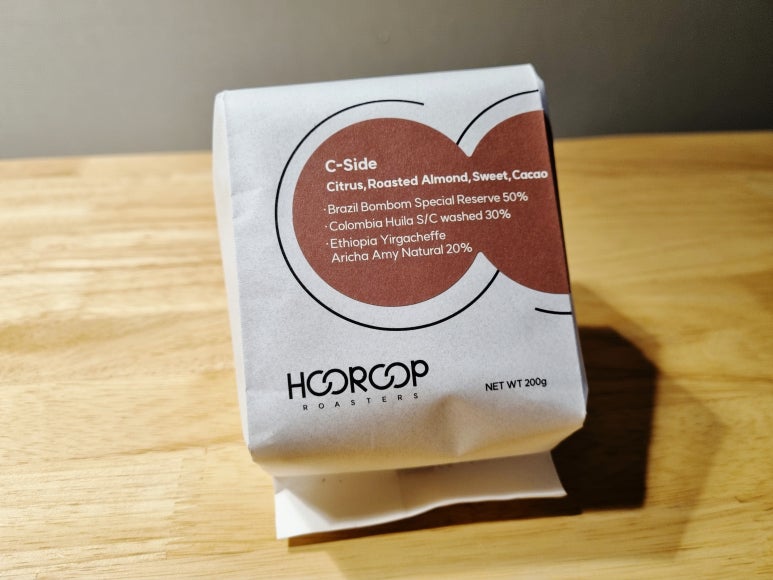 C-Side
Citrus, Roasted Almond, Sweet, Cacao
· Brazil Bombom Special Reserve 50%
· Colombia Huila S/C washed 30%
· Ethiopia Yirgacheffe
Aricha Amy Natural 20%
HOOROOP
ROASTERS
NET WT 200g